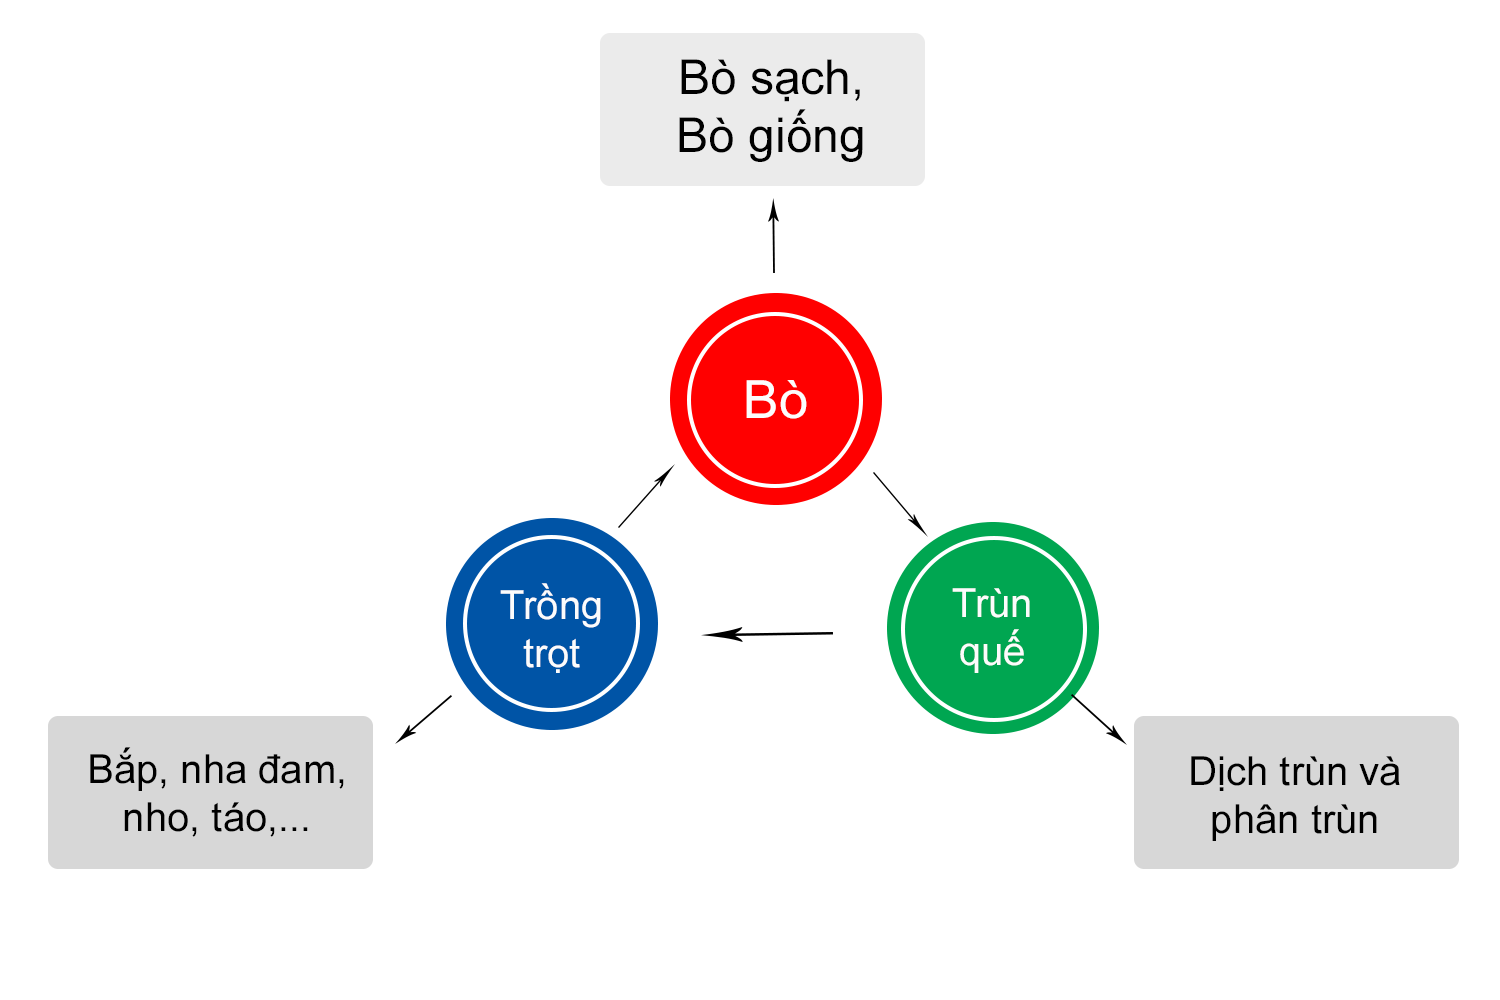 Bò sạch,
Bò giống
Bò
Trồng
trọt
Trùn
quế
Bắp, nha đam,
nho, táo,...
Dịch trùn và
phân trùn